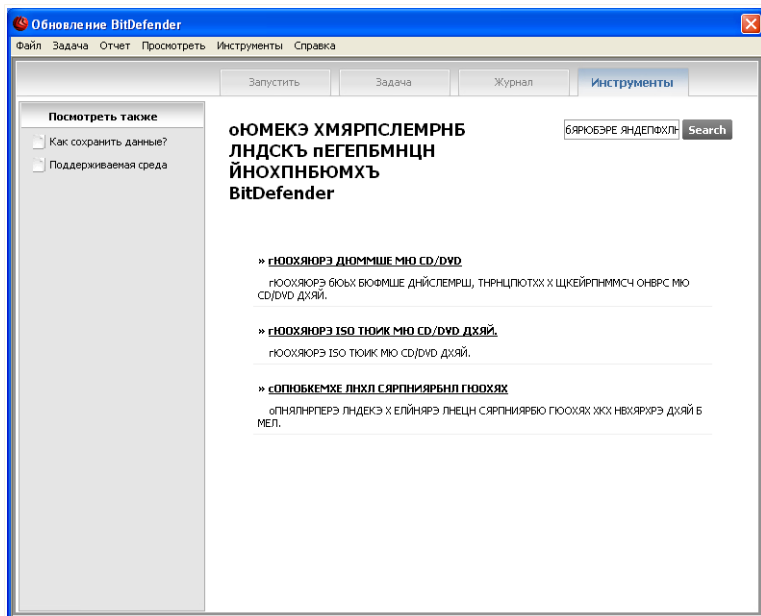 Обновление BitDefender
Файл Задача Отчет Просмотреть Инструменты Справка
Запустить Задача Журнал Инструменты
Посмотреть также
Как сохранить данные?
Поддерживаемая среда
оЮМЕКЭ ХМЯРПСЛЕМРНБ
ЛНДСКЪ пЕГЕПБМНЦН
ЙНОХПНБЮМХЪ
BitDefender
бЯРЮБЭРЕ ЯНДЕПФХЛН Search
» гЮОХЯЮРЭ ДЮММШЕ МЮ CD/DVD
гЮОХЯЮРЭ бЮЬХ БЮФМШЕ ДНЙСЛЕМРШ, ТНРНЦПЮТХХ Х ЩКЕЙРПНММСЧ ОНВРС МЮ
CD/DVD ДХЯЙ.
» гЮОХЯЮРЭ ISO ТЮИК МЮ CD/DVD ДХЯЙ.
гЮОХЯЮРЭ ISO ТЮИК МЮ CD/DVD ДХЯЙ.
» сОПЮБКЕМХЕ ЛНХЛ СЯРПНИЯРБНЛ ГЮОХЯХ
оПНЯЛНРПЕРЭ ЛНДЕКЭ Х ЕЛЙНЯРЭ ЛНЕЦН СЯРПНИЯРБЮ ГЮОХЯХ ХКХ НВХЯРХРЭ ДХЯЙ Б
МЕЛ.